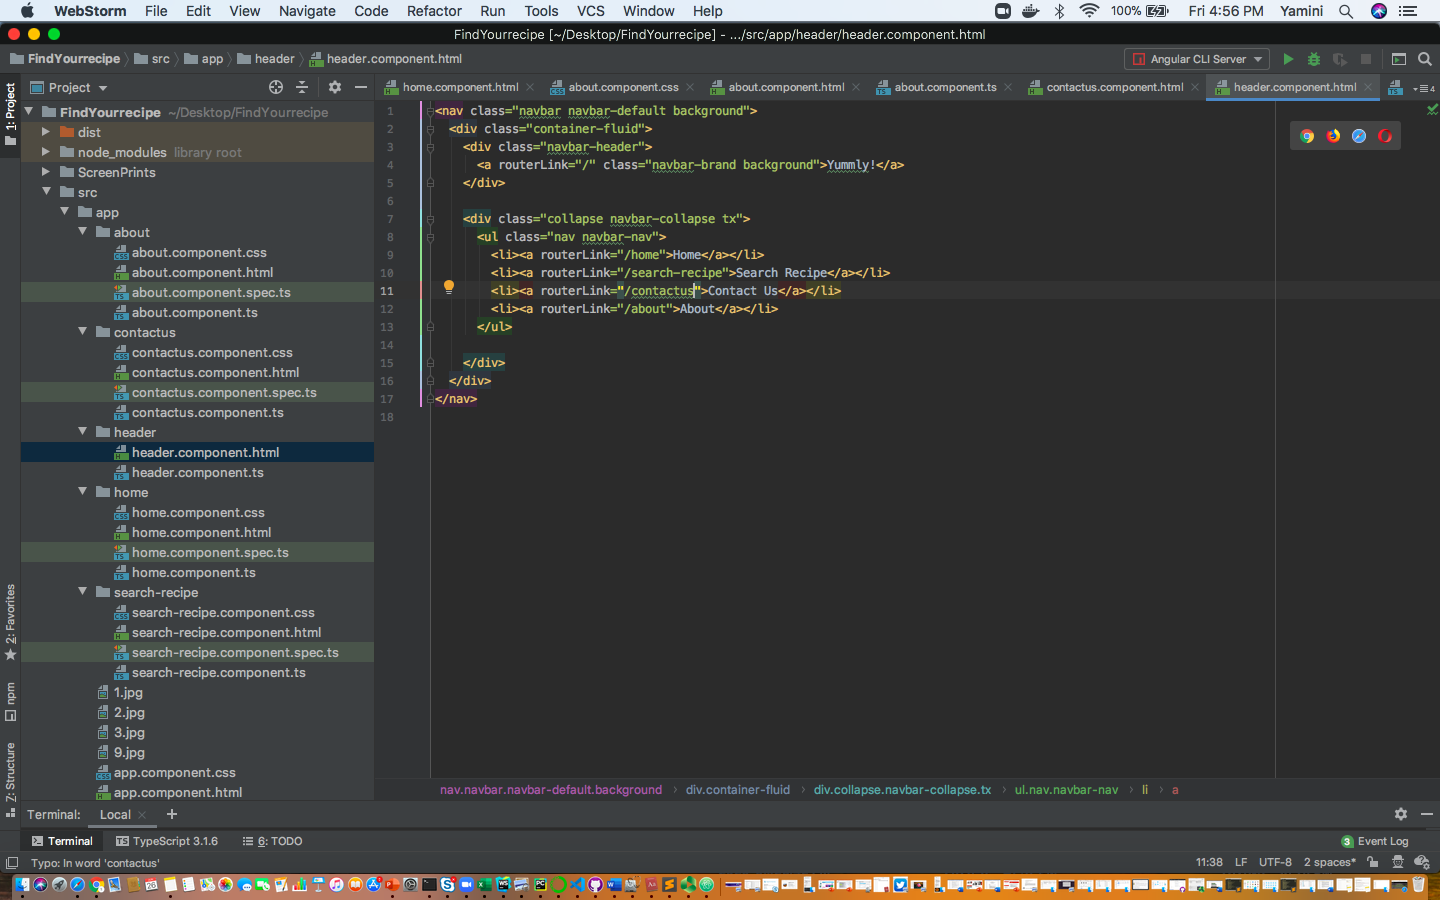 WebStorm File Edit View Navigate Code Refactor Run Tools VCS Window Help 100% Fri 4:56 PM Yamini
FindYourrecipe [~/Desktop/FindYourrecipe] - .../src/app/header/header.component.html
FindYourrecipe src app header header.component.html Angular CLI Server
1: Project
2: Favorites
npm
Z: Structure
Project
FindYourrecipe ~/Desktop/FindYourrecipe
dist
node_modules library root
ScreenPrints
src
app
about
about.component.css
about.component.html
about.component.spec.ts
about.component.ts
contactus
contactus.component.css
contactus.component.html
contactus.component.spec.ts
contactus.component.ts
header
header.component.html
header.component.ts
home
home.component.css
home.component.html
home.component.spec.ts
home.component.ts
search-recipe
search-recipe.component.css
search-recipe.component.html
search-recipe.component.spec.ts
search-recipe.component.ts
1.jpg
2.jpg
3.jpg
9.jpg
app.component.css
app.component.html
home.component.html about.component.css about.component.html about.component.ts contactus.component.html header.component.html 4
1 <nav class="navbar navbar-default background">
2 <div class="container-fluid">
3 <div class="navbar-header">
4 <a routerLink="/" class="navbar-brand background">Yummly!</a>
5 </div>
6
7 <div class="collapse navbar-collapse tx">
8 <ul class="nav navbar-nav">
9 <li><a routerLink="/home">Home</a></li>
10 <li><a routerLink="/search-recipe">Search Recipe</a></li>
11 <li><a routerLink="/contactus">Contact Us</a></li>
12 <li><a routerLink="/about">About</a></li>
13 </ul>
14
15 </div>
16 </div>
17 </nav>
18
nav.navbar.navbar-default.background div.container-fluid div.collapse.navbar-collapse.tx ul.nav.navbar-nav li a
Terminal: Local
Terminal TypeScript 3.1.6 6: TODO 3 Event Log
Typo: In word 'contactus' 11:38 LF UTF-8 2 spaces*